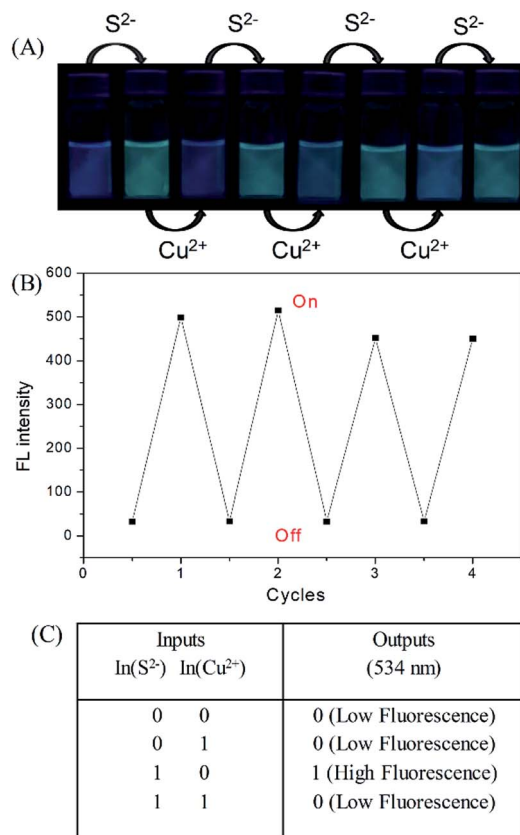 (A)
S²⁻ S²⁻ S²⁻ S²⁻
Cu²⁺ Cu²⁺ Cu²⁺
(B)
600
500
400
300
200
100
0
FL intensity
On
Off
0 1 2 3 4
Cycles
(C)
Inputs Outputs
In(S²⁻) In(Cu²⁺) (534 nm)
0 0 0 (Low Fluorescence)
0 1 0 (Low Fluorescence)
1 0 1 (High Fluorescence)
1 1 0 (Low Fluorescence)